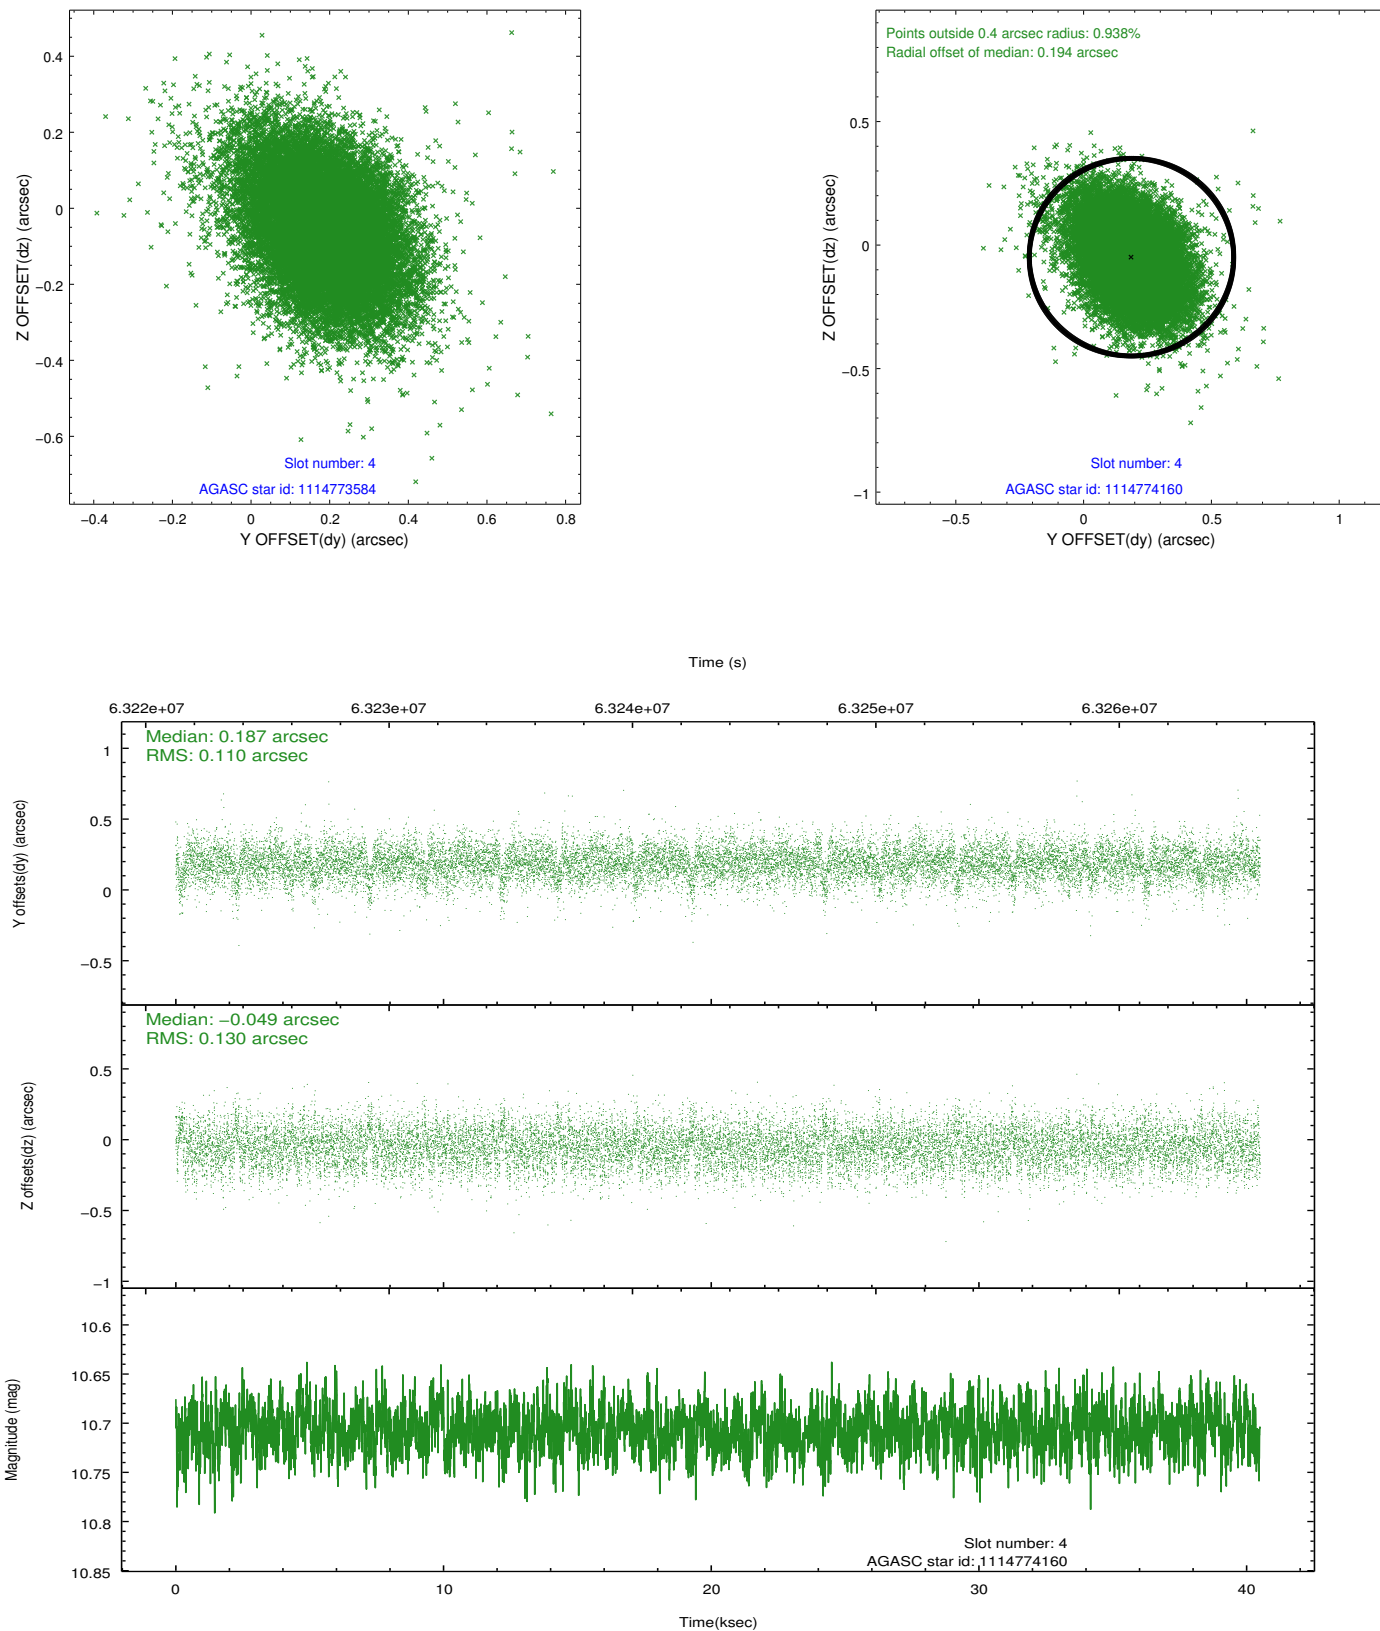 0.4
0.2
0
−0.2
−0.4
−0.6
Z OFFSET(dz) (arcsec)
Slot number: 4
AGASC star id: 1114773584
−0.4 −0.2 0 0.2 0.4 0.6 0.8
Y OFFSET(dy) (arcsec)
Points outside 0.4 arcsec radius: 0.938%
Radial offset of median: 0.194 arcsec
0.5
0
−0.5
−1
Z OFFSET(dz) (arcsec)
Slot number: 4
AGASC star id: 1114774160
−0.5 0 0.5 1
Y OFFSET(dy) (arcsec)
Time (s)
6.322e+07 6.323e+07 6.324e+07 6.325e+07 6.326e+07
Median: 0.187 arcsec
RMS: 0.110 arcsec
1
0.5
0
−0.5
Y offsets(dy) (arcsec)
Median: −0.049 arcsec
RMS: 0.130 arcsec
0.5
0
−0.5
−1
Z offsets(dz) (arcsec)
10.6
10.65
10.7
10.75
10.8
10.85
Magnitude (mag)
Slot number: 4
AGASC star id: 1114774160
0 10 20 30 40
Time(ksec)